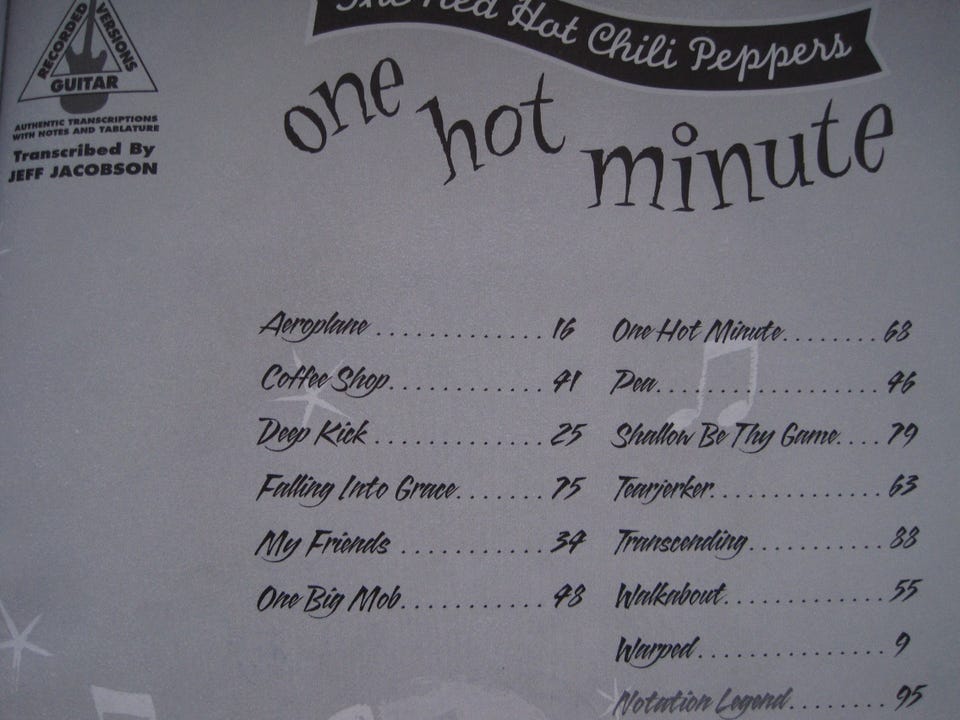 RECORDED
VERSIONS
GUITAR
AUTHENTIC TRANSCRIPTIONS
WITH NOTES AND TABLATURE
Transcribed By
JEFF JACOBSON
The Red Hot Chili Peppers
one hot minute
Aeroplane ............. 16
Coffee Shop............ 41
Deep Kick ............. 25
Falling Into Grace....... 75
My Friends ............ 34
One Big Mob............ 48
One Hot Minute........ 68
Pea................. 46
Shallow Be Thy Game.... 79
Tearjerker............. 63
Transcending........... 88
Walkabout............. 55
Warped............... 9
Notation Legend........ 95